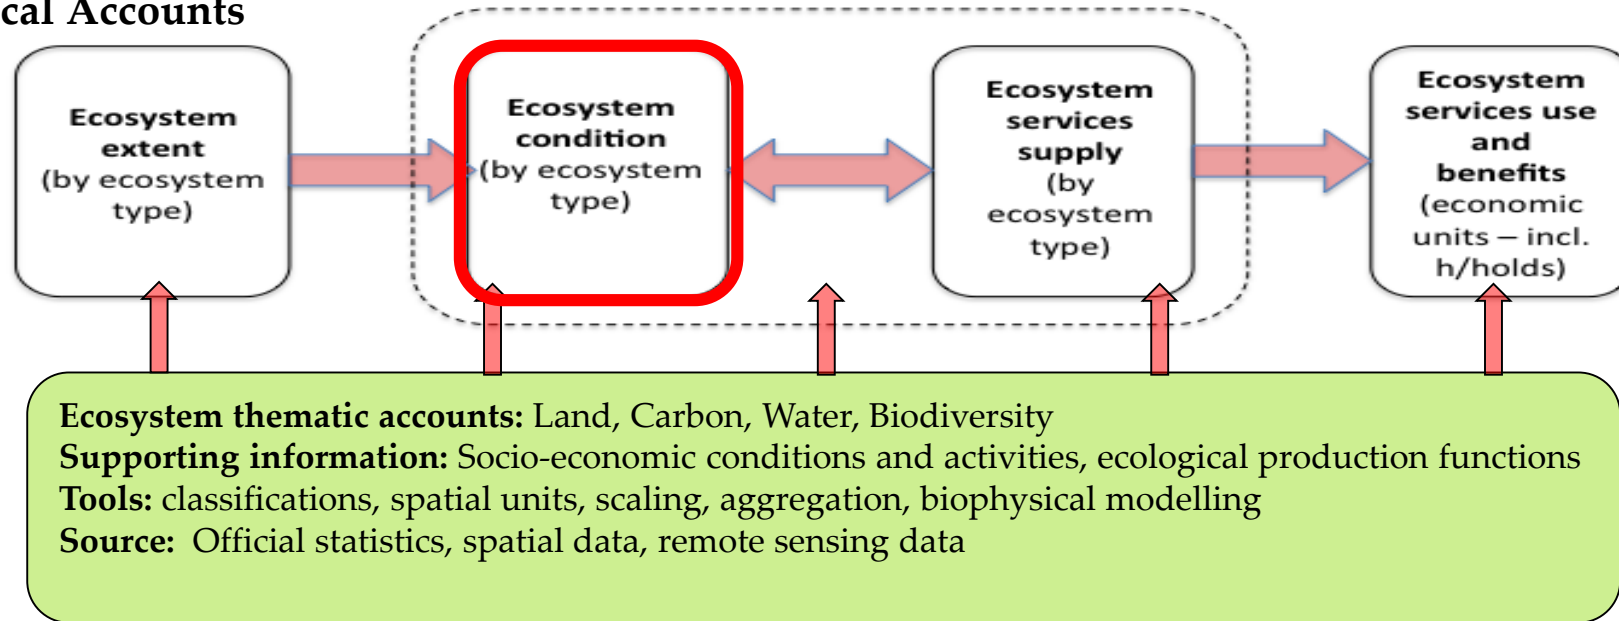 cal Accounts
Ecosystem
extent
(by ecosystem
type)
Ecosystem
condition
(by ecosystem
type)
Ecosystem
services
supply
(by
ecosystem
type)
Ecosystem
services use
and
benefits
(economic
units – incl.
h/holds)
Ecosystem thematic accounts: Land, Carbon, Water, Biodiversity
Supporting information: Socio-economic conditions and activities, ecological production functions
Tools: classifications, spatial units, scaling, aggregation, biophysical modelling
Source: Official statistics, spatial data, remote sensing data